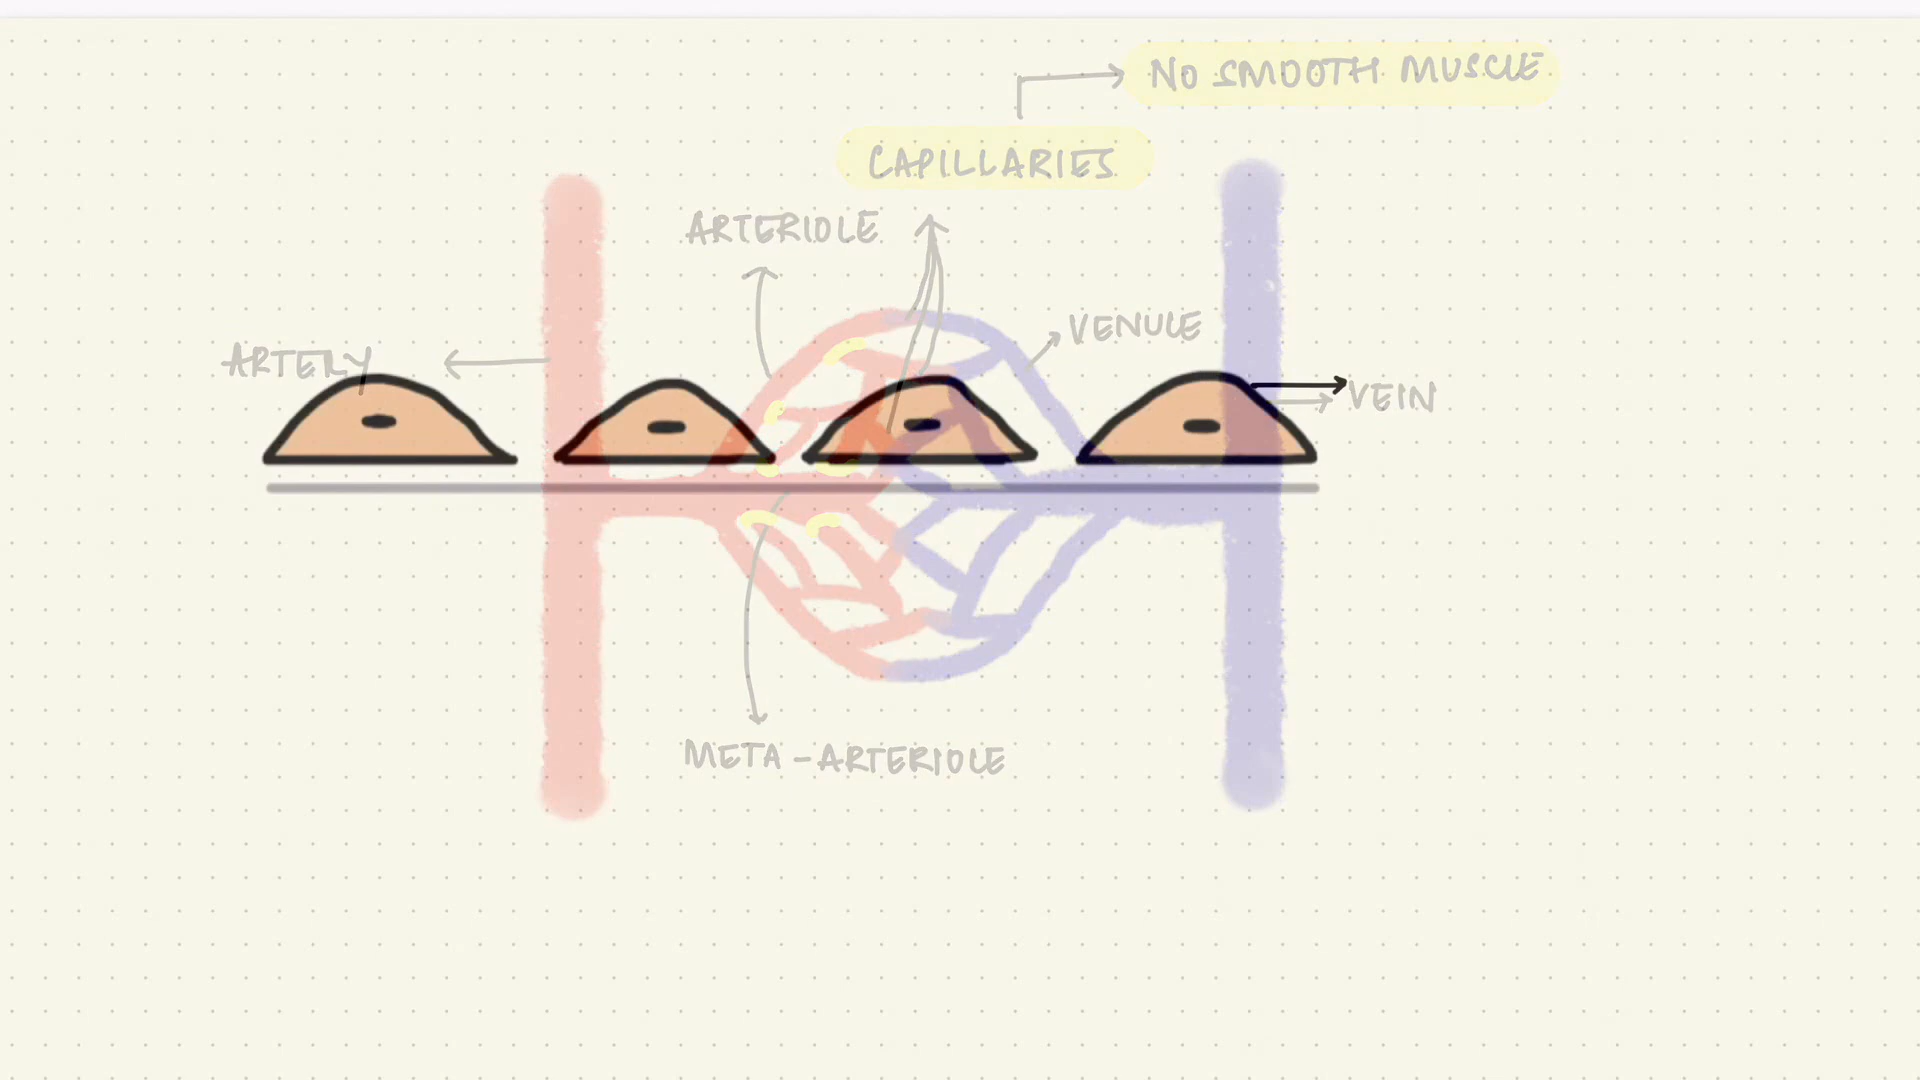 NO SMOOTH MUSCLE
CAPILLARIES
ARTERIOLE
VENULE
ARTERY
VEIN
META-ARTERIOLE